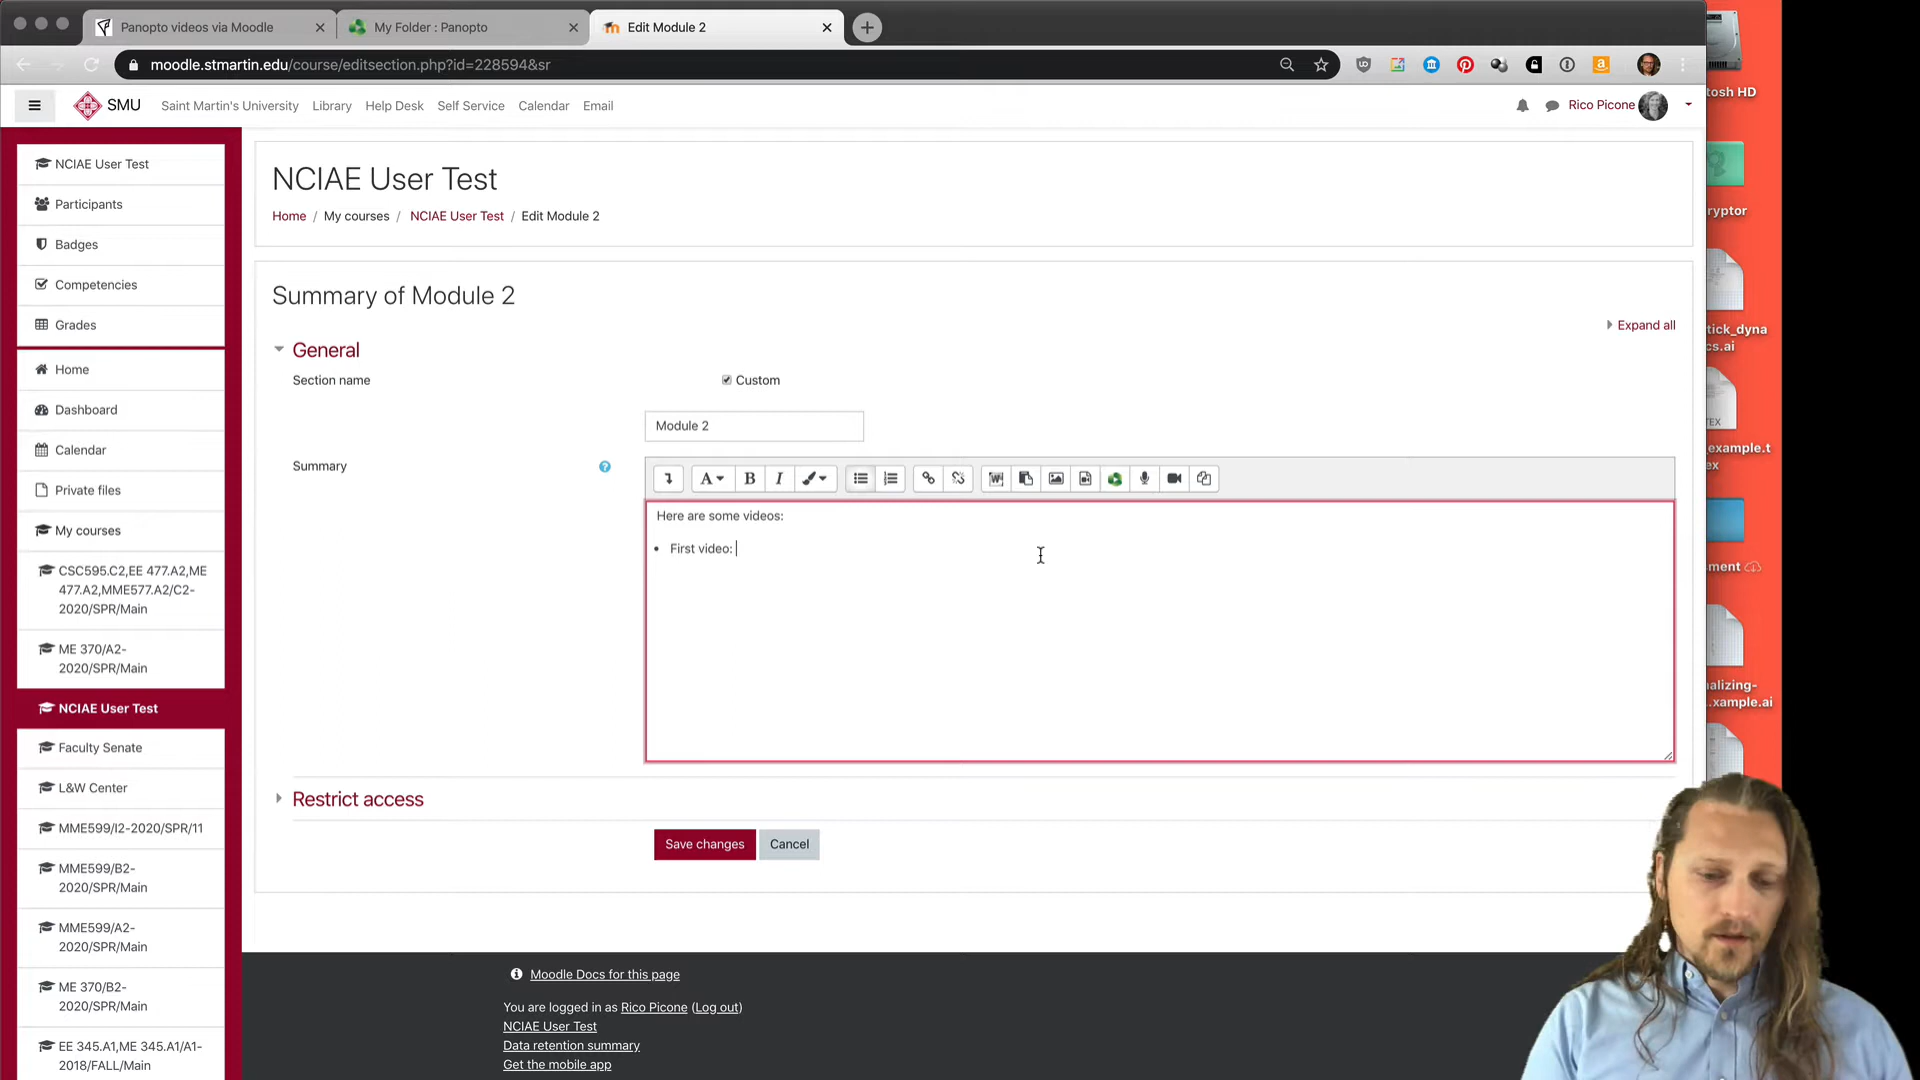 Panopto videos via Moodle
My Folder : Panopto
Edit Module 2
moodle.stmartin.edu/course/editsection.php?id=228594&sr
SMU
Saint Martin's University
Library
Help Desk
Self Service
Calendar
Email
Rico Picone
NCIAE User Test
Participants
Badges
Competencies
Grades
Home
Dashboard
Calendar
Private files
My courses
CSC595.C2,EE 477.A2,ME
477.A2,MME577.A2/C2-
2020/SPR/Main
ME 370/A2-
2020/SPR/Main
NCIAE User Test
Faculty Senate
L&W Center
MME599/I2-2020/SPR/11
MME599/B2-
2020/SPR/Main
MME599/A2-
2020/SPR/Main
ME 370/B2-
2020/SPR/Main
EE 345.A1,ME 345.A1/A1-
2018/FALL/Main
NCIAE User Test
Home / My courses / NCIAE User Test / Edit Module 2
Summary of Module 2
Expand all
General
Section name
Custom
Module 2
Summary
Here are some videos:
• First video:
Restrict access
Save changes
Cancel
Moodle Docs for this page
You are logged in as Rico Picone (Log out)
NCIAE User Test
Data retention summary
Get the mobile app
tosh HD
ryptor
tick_dyna
cs.ai
TEX
_example.t
ex
sment
alizing-
.xample.ai